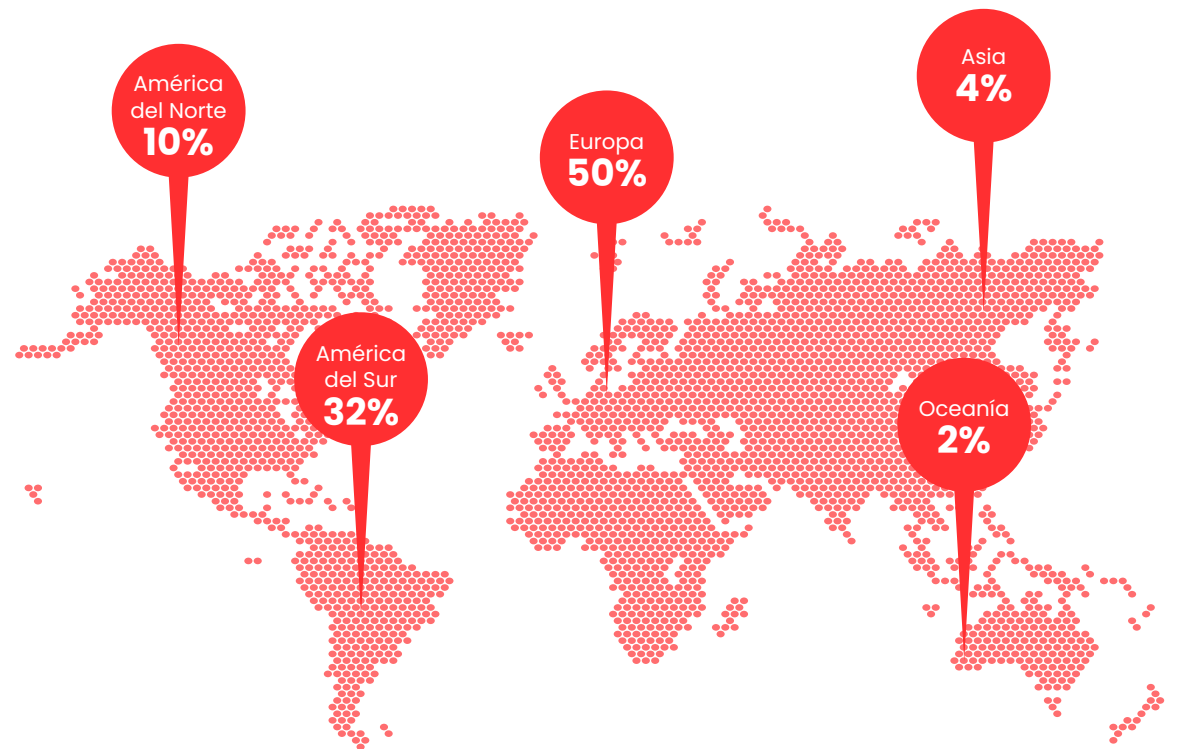 América
del Norte
10%
América
del Sur
32%
Europa
50%
Asia
4%
Oceanía
2%